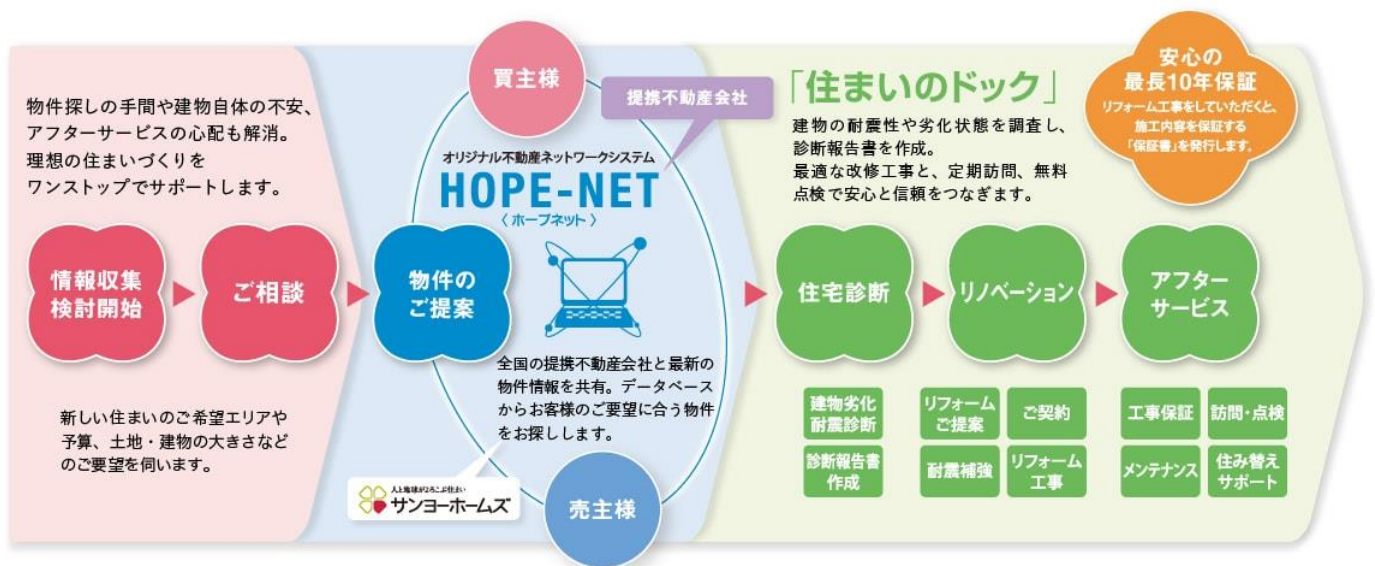 物件探しの手間や建物自体の不安、
アフターサービスの心配も解消。
理想の住まいづくりを
ワンストップでサポートします。
情報収集
検討開始
ご相談
新しい住まいのご希望エリアや
予算、土地・建物の大きさなど
のご要望を伺います。
買主様
提携不動産会社
オリジナル不動産ネットワークシステム
HOPE-NET
〈ホープネット〉
物件の
ご提案
全国の提携不動産会社と最新の
物件情報を共有。データベース
からお客様のご要望に合う物件
をお探しします。
人と地球がよろこぶ住まい
サンヨーホームズ
売主様
「住まいのドック」
建物の耐震性や劣化状態を調査し、
診断報告書を作成。
最適な改修工事と、定期訪問、無料
点検で安心と信頼をつなぎます。
安心の
最長10年保証
リフォーム工事をしていただくと、
施工内容を保証する
「保証書」を発行します。
住宅診断
建物劣化
耐震診断
診断報告書
作成
リノベーション
リフォーム
ご提案
ご契約
耐震補強
リフォーム
工事
アフター
サービス
工事保証
訪問・点検
メンテナンス
住み替え
サポート